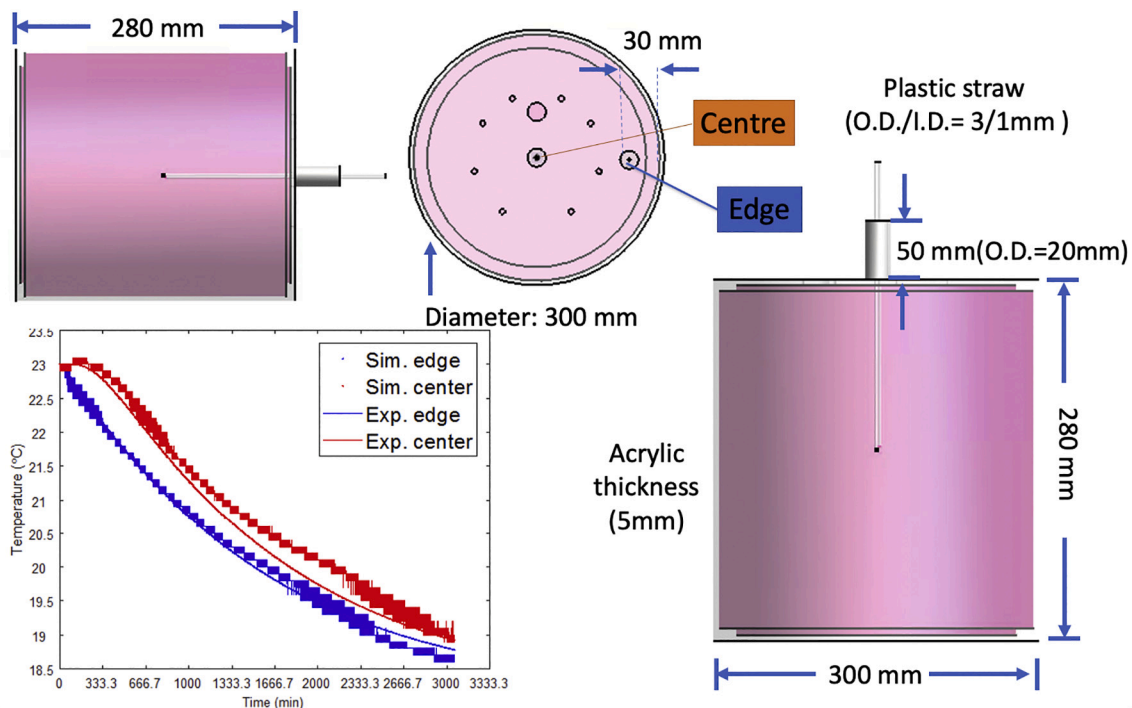 280 mm
30 mm
Centre
Edge
Diameter: 300 mm
Plastic straw
(O.D./I.D.= 3/1mm )
50 mm(O.D.=20mm)
Acrylic
thickness
(5mm)
280 mm
300 mm
23.5
23
22.5
22
21.5
21
20.5
20
19.5
19
18.5
Temperature (ºC)
Sim. edge
Sim. center
Exp. edge
Exp. center
0 333.3 666.7 1000 1333.3 1666.7 2000 2333.3 2666.7 3000 3333.3
Time (min)